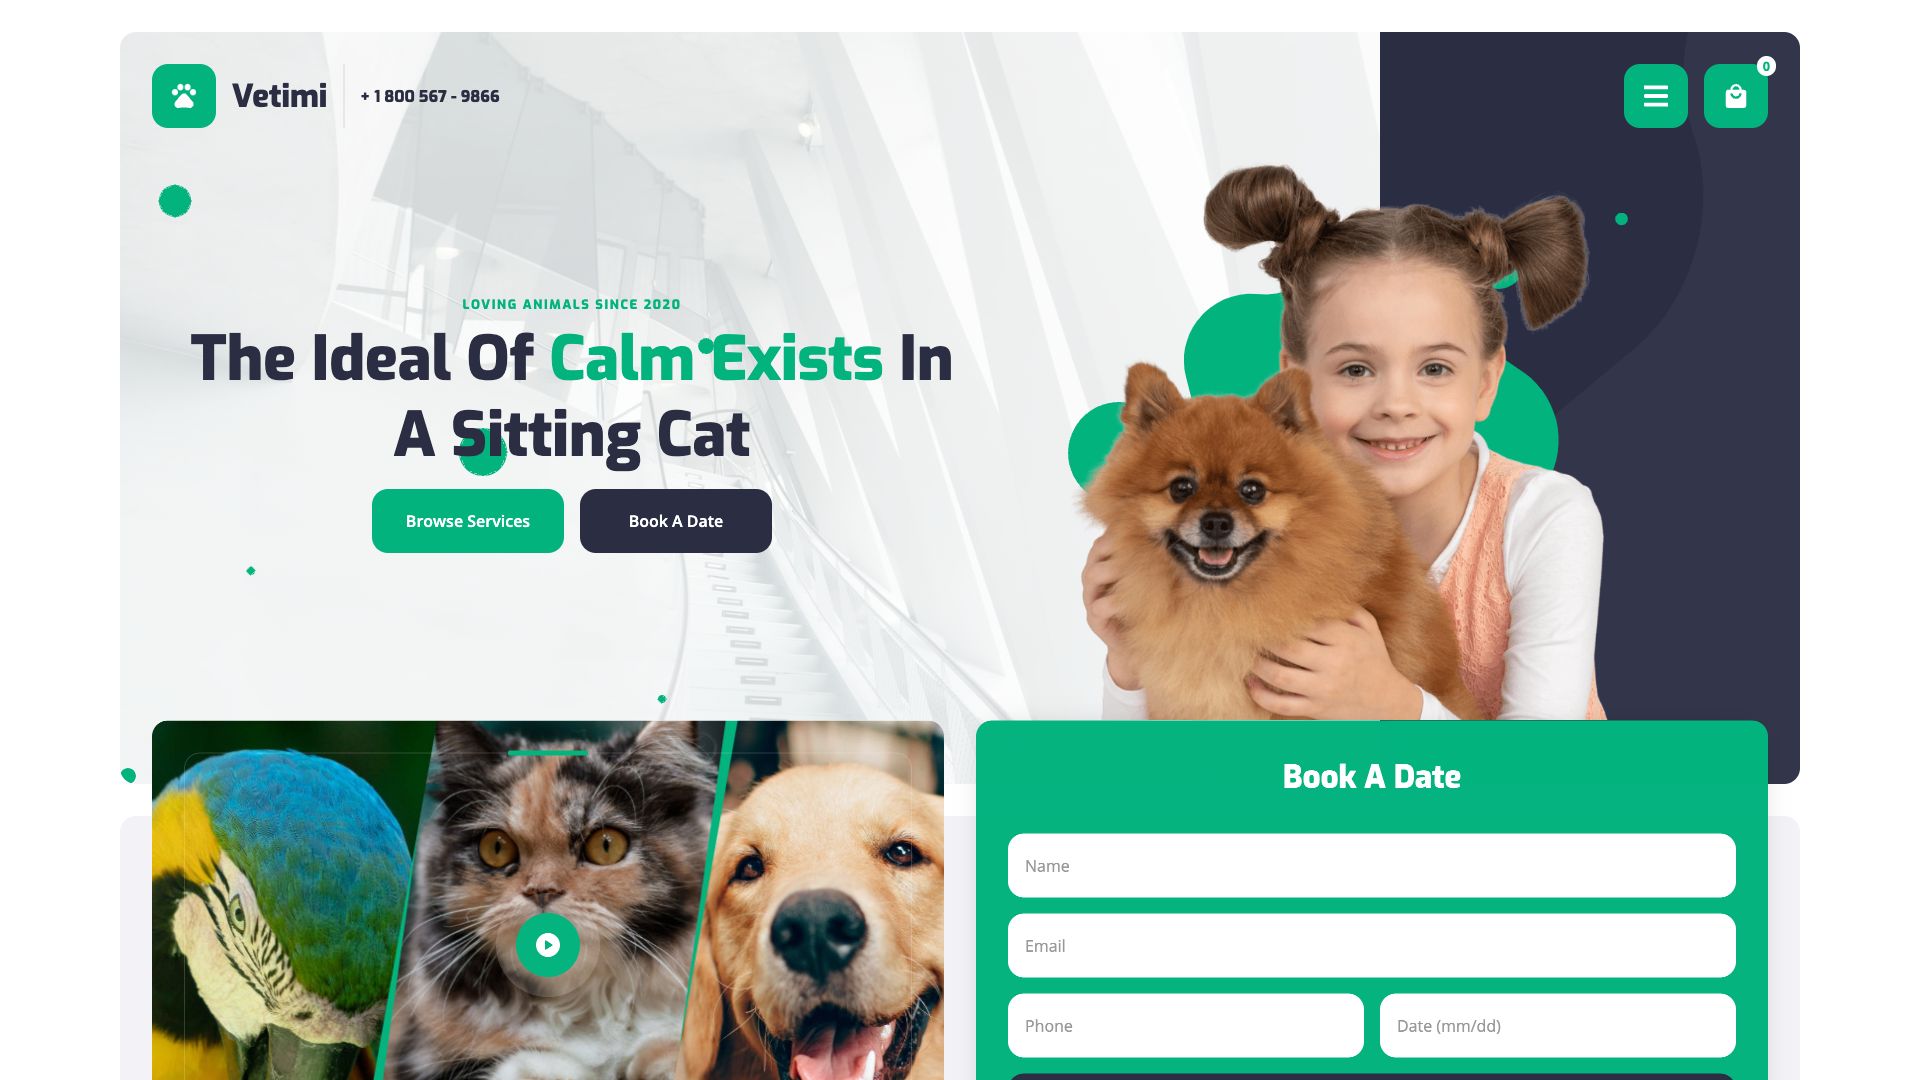 Vetimi
+ 1 800 567 - 9866
0
LOVING ANIMALS SINCE 2020
The Ideal Of Calm Exists In
A Sitting Cat
Browse Services
Book A Date
Book A Date
Name
Email
Phone
Date (mm/dd)